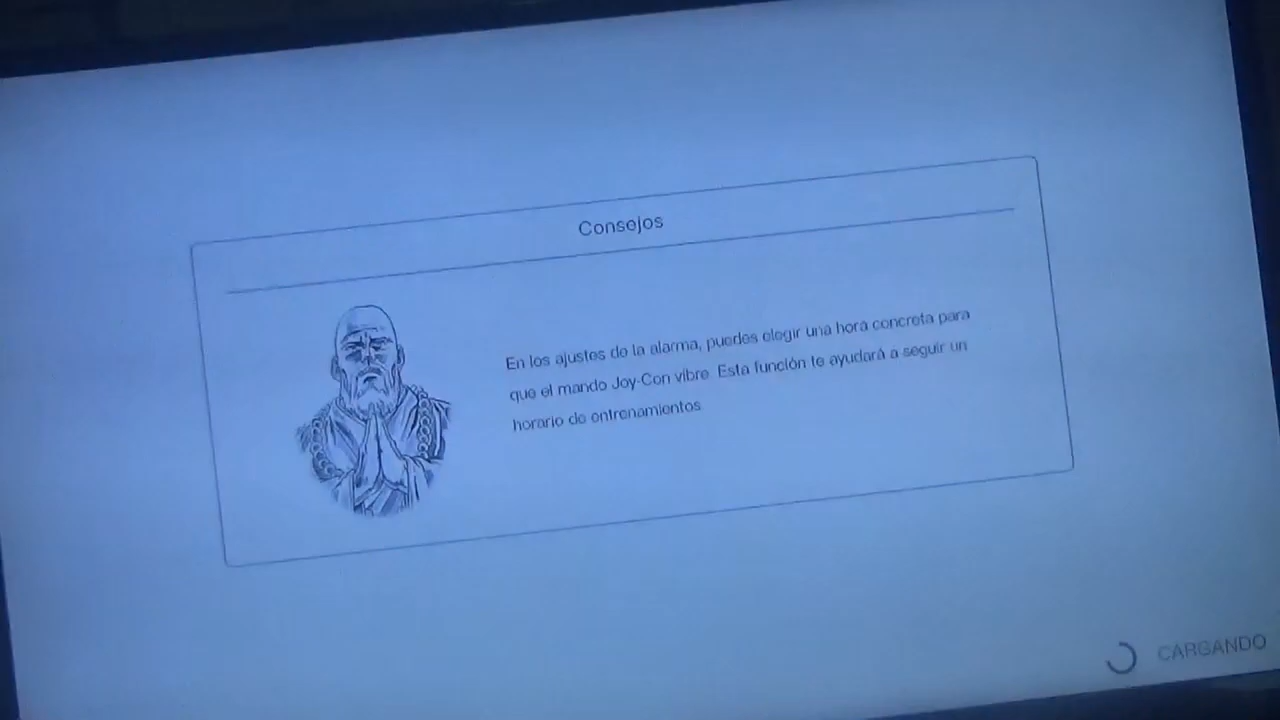 Consejos
En los ajustes de la alarma, puedes elegir una hora concreta para
que el mando Joy-Con vibre. Esta función te ayudará a seguir un
horario de entrenamientos.
CARGANDO